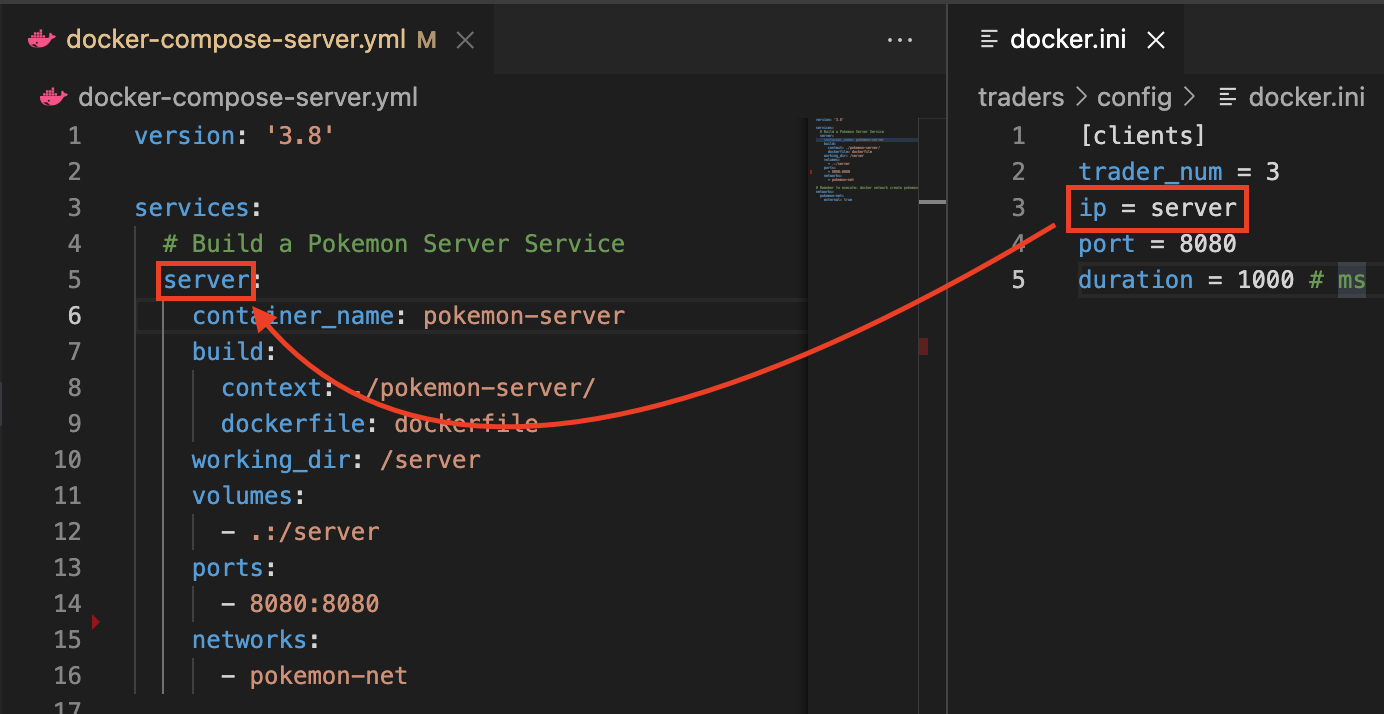 docker-compose-server.yml M
docker-compose-server.yml
1 version: '3.8'
2
3 services:
4 # Build a Pokemon Server Service
5 server:
6 container_name: pokemon-server
7 build:
8 context: ./pokemon-server/
9 dockerfile: dockerfile
10 working_dir: /server
11 volumes:
12 - .:/server
13 ports:
14 - 8080:8080
15 networks:
16 - pokemon-net
17
docker.ini
traders > config > docker.ini
1 [clients]
2 trader_num = 3
3 ip = server
4 port = 8080
5 duration = 1000 # ms